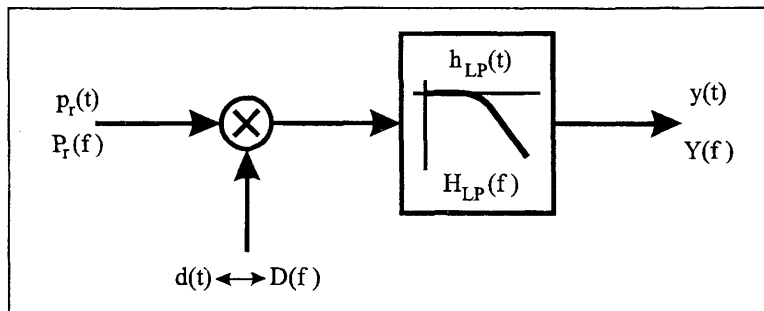 h_LP(t)
p_r(t)
y(t)
P_r(f)
Y(f)
H_LP(f)
d(t) ⟷ D(f)